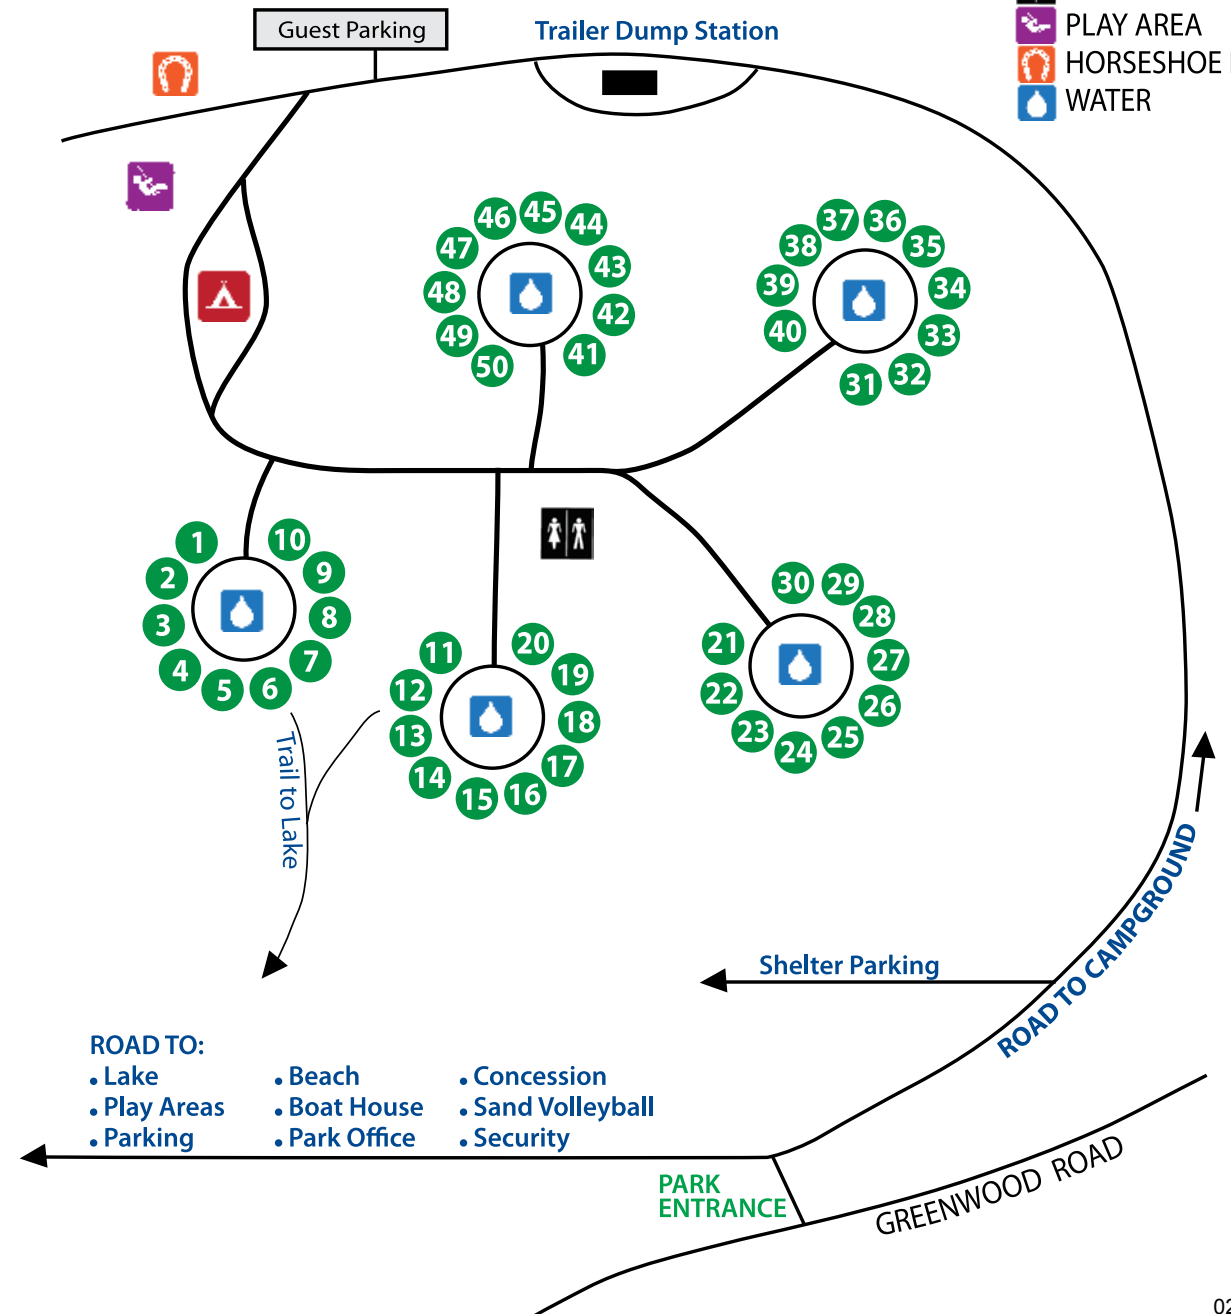 Guest Parking
Trailer Dump Station
PLAY AREA
HORSESHOE
WATER
46 45 44
47 43
48 42
49 41
50
37 36
38 35
39 34
40 33
31 32
1 10
2 9
3 8
4 7
5 6
11 20
12 19
13 18
14 17
15 16
30 29
21 28
22 27
23 26
24 25
Trail to Lake
Shelter Parking
ROAD TO CAMPGROUND
ROAD TO:
• Lake
• Play Areas
• Parking
• Beach
• Boat House
• Park Office
• Concession
• Sand Volleyball
• Security
PARK
ENTRANCE
GREENWOOD ROAD
02